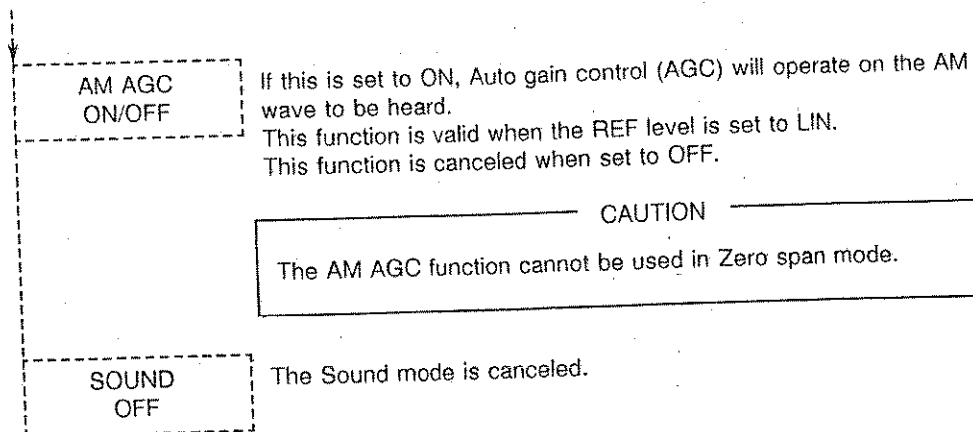 AM AGC
ON/OFF
If this is set to ON, Auto gain control (AGC) will operate on the AM
wave to be heard.
This function is valid when the REF level is set to LIN.
This function is canceled when set to OFF.
CAUTION
The AM AGC function cannot be used in Zero span mode.
SOUND
OFF
The Sound mode is canceled.